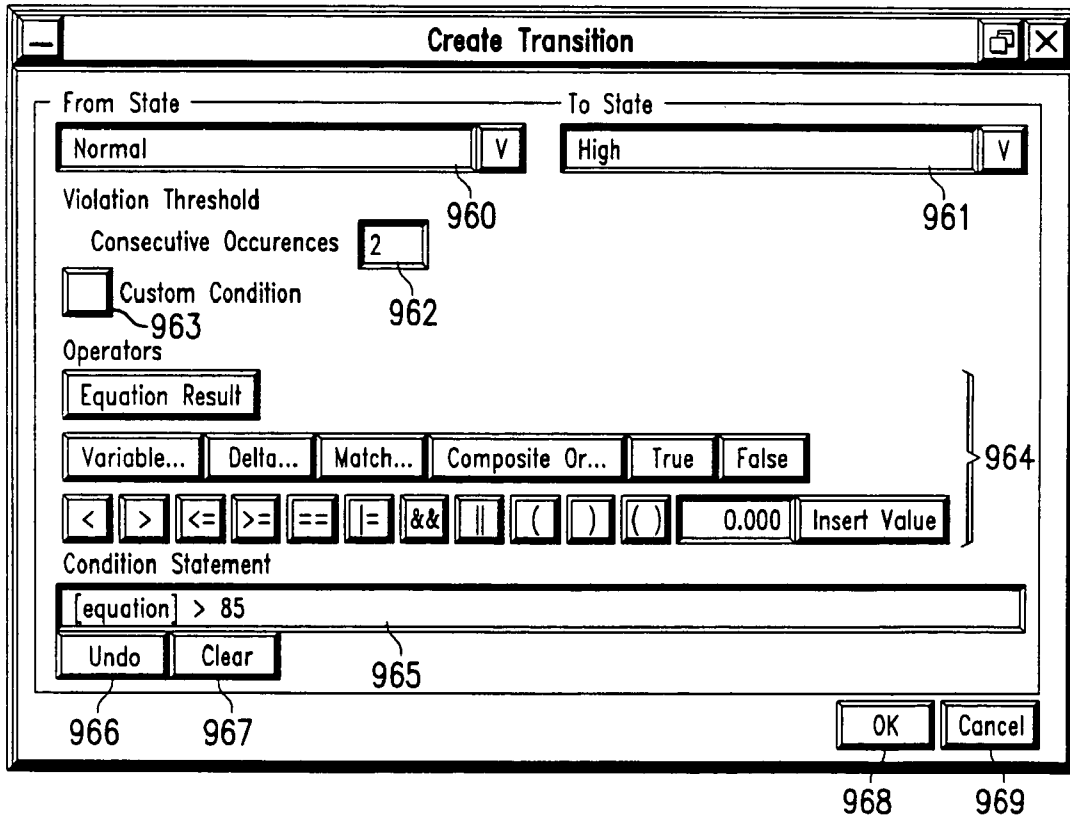 Create Transition
From State To State
Normal V High V
960 961
Violation Threshold
Consecutive Occurences 2
962
Custom Condition
963
Operators
Equation Result
Variable... Delta... Match... Composite Or... True False
964
< > <= >= == |= && || ( ) ( ) 0.000 Insert Value
Condition Statement
[equation] > 85
965
Undo Clear
966 967
OK Cancel
968 969